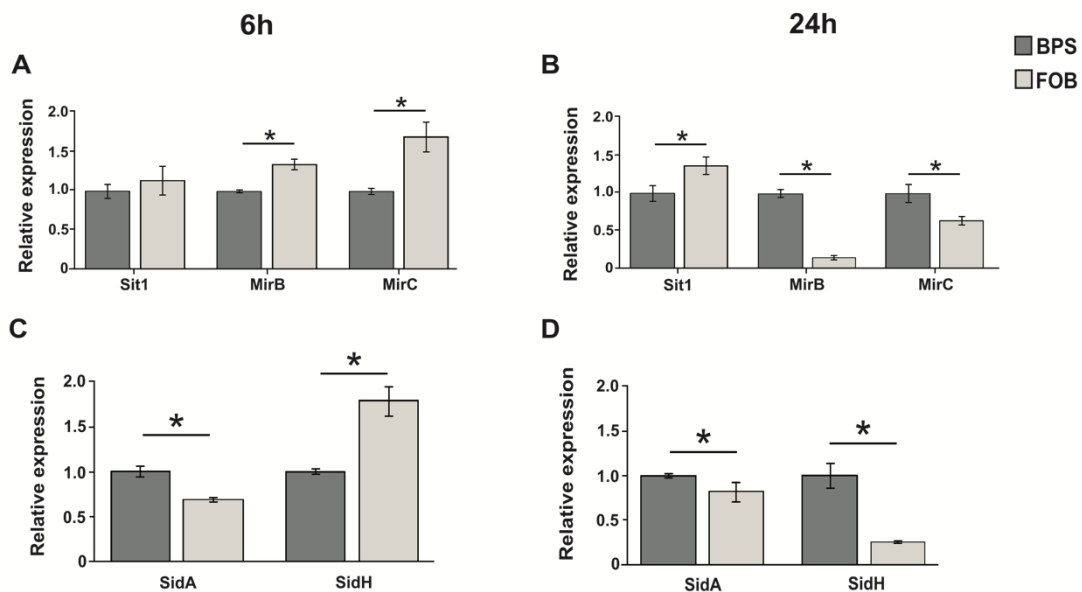 6h
24h
BPS
FOB
A
Relative expression
2.0
1.5
1.0
0.5
0
*
*
Sit1
MirB
MirC
B
Relative expression
2.0
1.5
1.0
0.5
0
*
*
*
Sit1
MirB
MirC
C
Relative expression
2.0
1.5
1.0
0.5
0
*
*
SidA
SidH
D
Relative expression
2.0
1.5
1.0
0.5
0
*
*
SidA
SidH